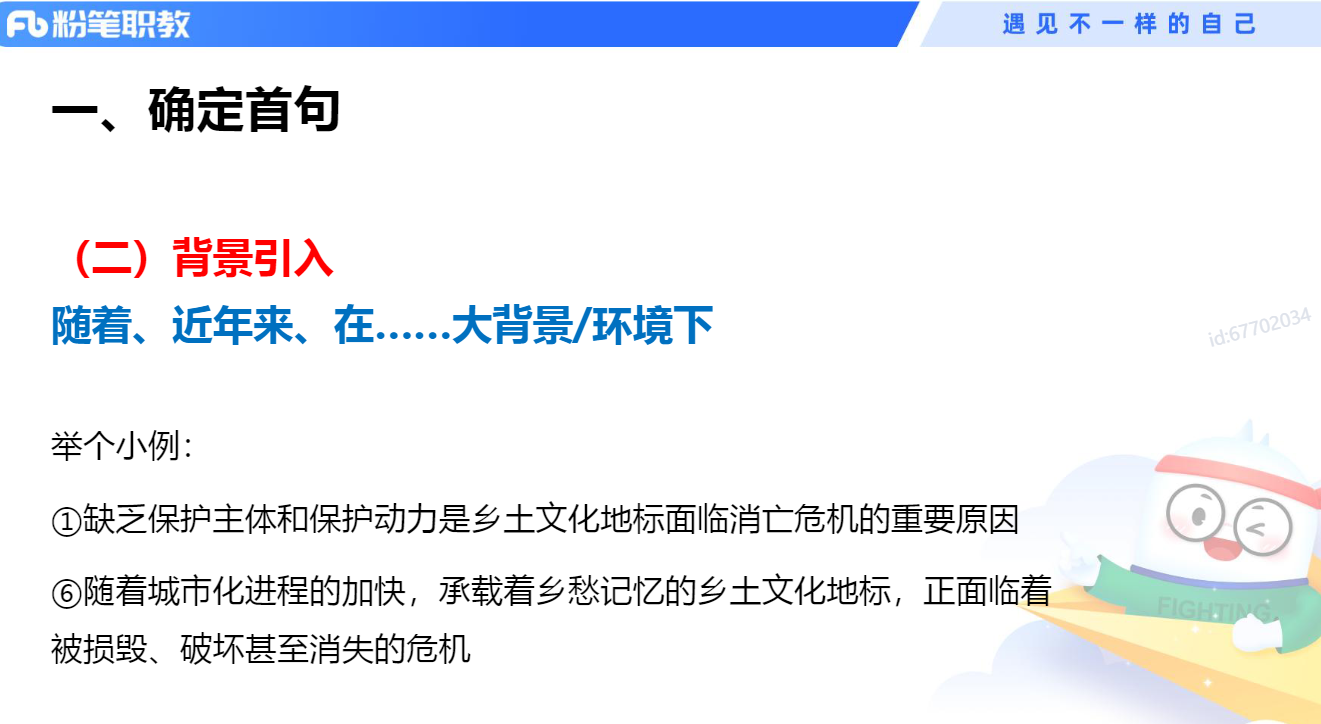 粉笔职教
遇见不一样的自己
一、确定首句
（二）背景引入
随着、近年来、在……大背景/环境下
id:67702034
举个小例：
①缺乏保护主体和保护动力是乡土文化地标面临消亡危机的重要原因
⑥随着城市化进程的加快，承载着乡愁记忆的乡土文化地标，正面临着
被损毁、破坏甚至消失的危机
FIGHTING